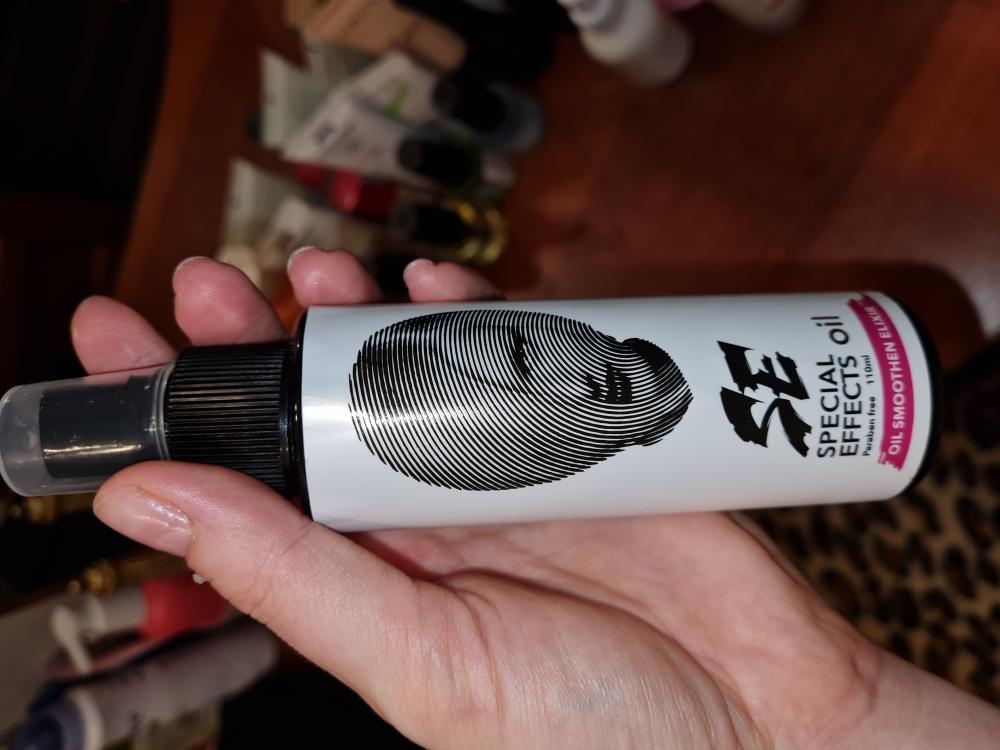 SE
SPECIAL
EFFECTS oil
Paraben free 110ml
OIL SMOOTHEN ELIXIR